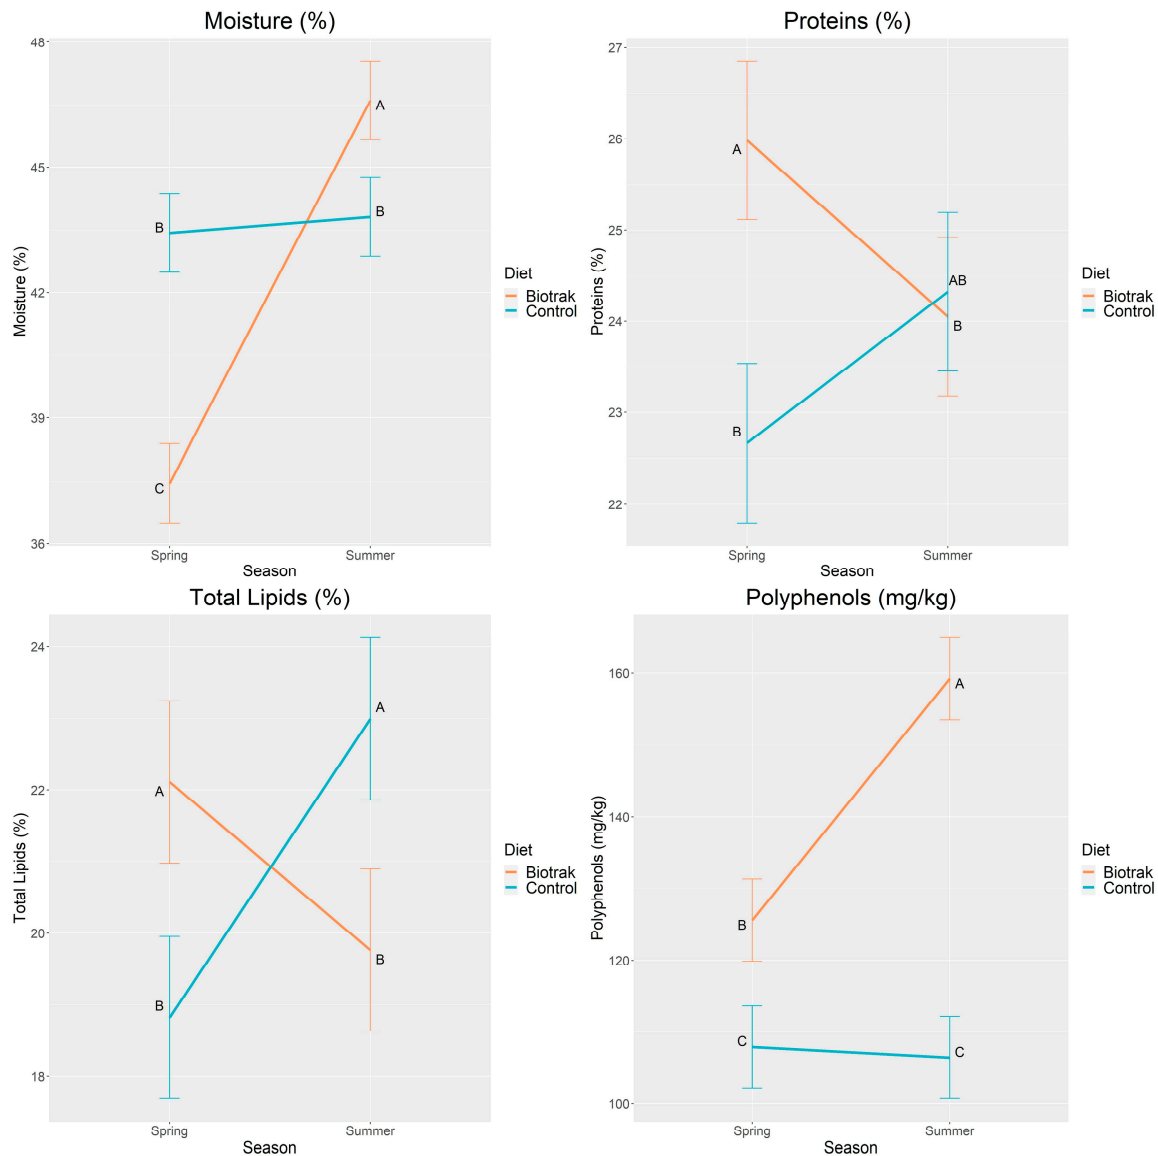 Moisture (%)
48
45
42
39
36
Moisture (%)
A
B
B
C
Spring
Summer
Season
Diet
Biotrak
Control
Proteins (%)
27
26
25
24
23
22
Proteins (%)
A
AB
B
B
Spring
Summer
Season
Diet
Biotrak
Control
Total Lipids (%)
24
22
20
18
Total Lipids (%)
A
A
B
B
Spring
Summer
Season
Diet
Biotrak
Control
Polyphenols (mg/kg)
160
140
120
100
Polyphenols (mg/kg)
A
B
C
C
Spring
Summer
Season
Diet
Biotrak
Control